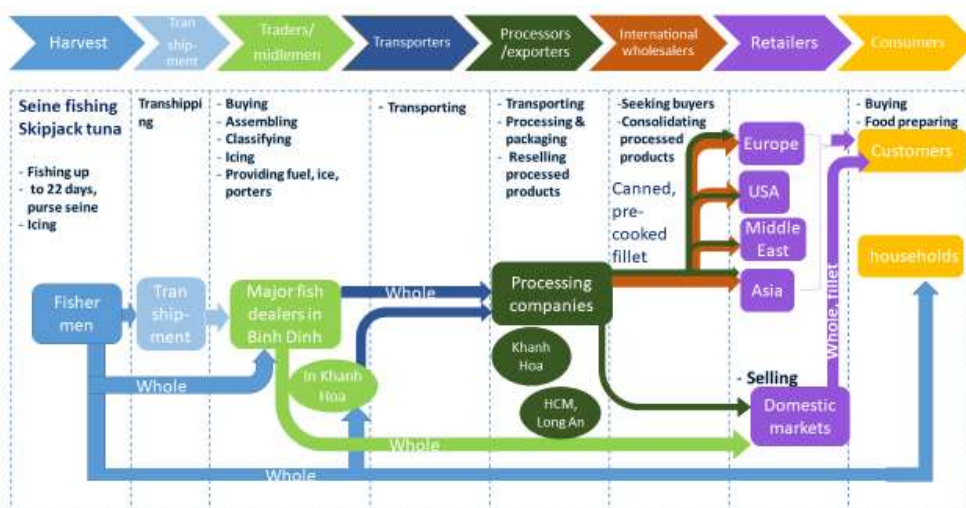 Harvest
Tran
ship-
ment
Traders/
midlemen
Transporters
Processors
/exporters
International
wholesalers
Retailers
Consumers
Seine fishing
Skipjack tuna
- Fishing up
- to 22 days,
purse seine
- Icing
Transhippi
ng
- Buying
- Assembling
- Classifying
- Icing
- Providing fuel, ice,
porters
- Transporting
- Transporting
- Processing &
packaging
- Reselling
processed
products
-Seeking buyers
-Consolidating
processed
products
- Buying
- Food preparing
Canned,
pre-
cooked
fillet
Europe
USA
Middle
East
Asia
Customers
households
Fisher
men
Tran
ship-
ment
Major fish
dealers in
Binh Dinh
Whole
Processing
companies
In Khanh
Hoa
Khanh
Hoa
HCM,
Long An
Whole
Whole, fillet
- Selling
Domestic
markets
Whole
Whole